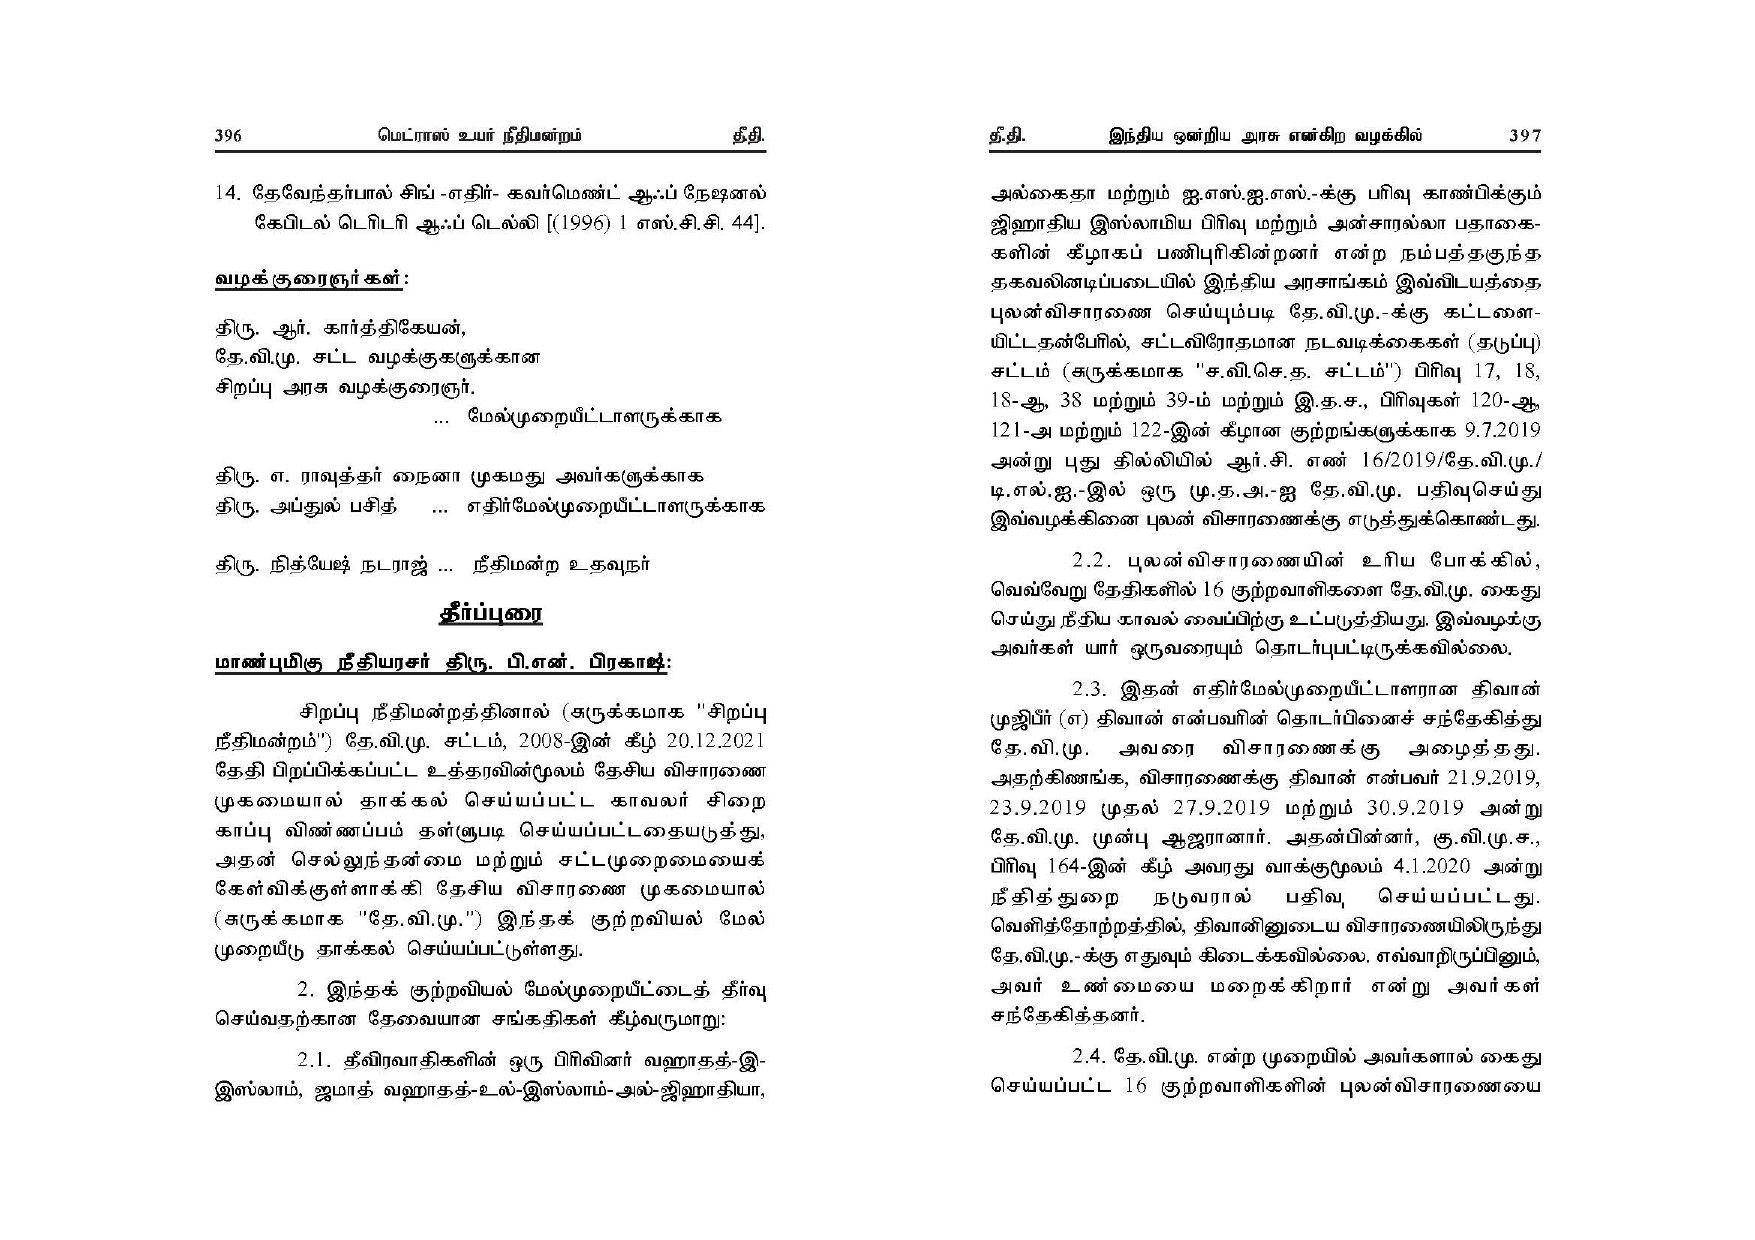 396 மெட்ராஸ் உயர் நீதிமன்றம் தீ.தி.
14. தேவேந்தர்பால் சிங் -எதிர்- கவர்மெண்ட் ஆஃப் நேஷனல்
கேபிடல் டெரிடரி ஆஃப் டெல்லி [(1996) 1 எஸ்.சி.சி. 44].
வழக்குரைஞர்கள்:
திரு. ஆர். கார்த்திகேயன்,
தே.வி.மு. சட்ட வழக்குகளுக்கான
சிறப்பு அரசு வழக்குரைஞர்.
... மேல்முறையீட்டாளருக்காக
திரு. எ. ராவுத்தர் நைனா முகமது அவர்களுக்காக
திரு. அப்துல் பசித் ... எதிர்மேல்முறையீட்டாளருக்காக
திரு. நித்யேஷ் நடராஜ் ... நீதிமன்ற உதவுநர்
தீர்ப்புரை
மாண்புமிகு நீதியரசர் திரு. பி.என். பிரகாஷ்:
சிறப்பு நீதிமன்றத்தினால் (சுருக்கமாக "சிறப்பு
நீதிமன்றம்") தே.வி.மு. சட்டம், 2008-இன் கீழ் 20.12.2021
தேதி பிறப்பிக்கப்பட்ட உத்தரவின்மூலம் தேசிய விசாரணை
முகமையால் தாக்கல் செய்யப்பட்ட காவலர் சிறை
காப்பு விண்ணப்பம் தள்ளுபடி செய்யப்பட்டதையடுத்து,
அதன் செல்லுந்தன்மை மற்றும் சட்டமுறைமையைக்
கேள்விக்குள்ளாக்கி தேசிய விசாரணை முகமையால்
(சுருக்கமாக "தே.வி.மு.") இந்தக் குற்றவியல் மேல்
முறையீடு தாக்கல் செய்யப்பட்டுள்ளது.
2. இந்தக் குற்றவியல் மேல்முறையீட்டைத் தீர்வு
செய்வதற்கான தேவையான சங்கதிகள் கீழ்வருமாறு:
2.1. தீவிரவாதிகளின் ஒரு பிரிவினர் வஹாதத்-இ-
இஸ்லாம், ஜமாத் வஹாதத்-உல்-இஸ்லாம்-அல்-ஜிஹாதியா,
தீ.தி. இந்திய ஒன்றிய அரசு என்கிற வழக்கில் 397
அல்கைதா மற்றும் ஐ.எஸ்.ஐ.எஸ்.-க்கு பரிவு காண்பிக்கும்
ஜிஹாதிய இஸ்லாமிய பிரிவு மற்றும் அன்சாரல்லா பதாகை-
களின் கீழாகப் பணிபுரிகின்றனர் என்ற நம்பத்தகுந்த
தகவலினடிப்படையில் இந்திய அரசாங்கம் இவ்விடயத்தை
புலன்விசாரணை செய்யும்படி தே.வி.மு.-க்கு கட்டளை-
யிட்டதன்பேரில், சட்டவிரோதமான நடவடிக்கைகள் (தடுப்பு)
சட்டம் (சுருக்கமாக "ச.வி.செ.த. சட்டம்") பிரிவு 17, 18,
18-ஆ, 38 மற்றும் 39-ம் மற்றும் இ.த.ச., பிரிவுகள் 120-ஆ,
121-அ மற்றும் 122-இன் கீழான குற்றங்களுக்காக 9.7.2019
அன்று புது தில்லியில் ஆர்.சி. எண் 16/2019/தே.வி.மு./
டி.எல்.ஐ.-இல் ஒரு மு.த.அ.-ஐ தே.வி.மு. பதிவுசெய்து
இவ்வழக்கினை புலன் விசாரணைக்கு எடுத்துக்கொண்டது.
2.2. புலன்விசாரணையின் உரிய போக்கில்,
வெவ்வேறு தேதிகளில் 16 குற்றவாளிகளை தே.வி.மு. கைது
செய்து நீதிய காவல் வைப்பிற்கு உட்படுத்தியது. இவ்வழக்கு
அவர்கள் யார் ஒருவரையும் தொடர்புபட்டிருக்கவில்லை.
2.3. இதன் எதிர்மேல்முறையீட்டாளரான திவான்
முஜிபீர் (எ) திவான் என்பவரின் தொடர்பினைச் சந்தேகித்து
தே.வி.மு. அவரை விசாரணைக்கு அழைத்தது.
அதற்கிணங்க, விசாரணைக்கு திவான் என்பவர் 21.9.2019,
23.9.2019 முதல் 27.9.2019 மற்றும் 30.9.2019 அன்று
தே.வி.மு. முன்பு ஆஜரானார். அதன்பின்னர், கு.வி.மு.ச.,
பிரிவு 164-இன் கீழ் அவரது வாக்குமூலம் 4.1.2020 அன்று
நீதித்துறை நடுவரால் பதிவு செய்யப்பட்டது.
வெளித்தோற்றத்தில், திவானினுடைய விசாரணையிலிருந்து
தே.வி.மு.-க்கு எதுவும் கிடைக்கவில்லை. எவ்வாறிருப்பினும்,
அவர் உண்மையை மறைக்கிறார் என்று அவர்கள்
சந்தேகித்தனர்.
2.4. தே.வி.மு. என்ற முறையில் அவர்களால் கைது
செய்யப்பட்ட 16 குற்றவாளிகளின் புலன்விசாரணையை